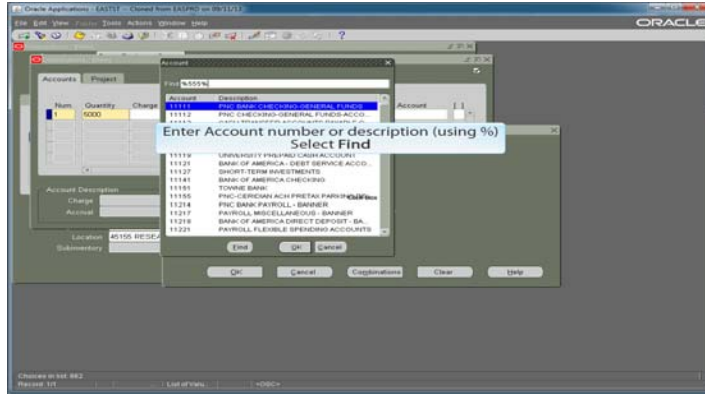 Oracle Applications - EASTST - Cloned from EASPRD on 09/11/13
File Edit View Folder Tools Actions Window Help
ORACLE
Account
Accounts Project
Find %555%
Num Quantity Charge Account [ ]
1 5000
Account Description
11111 PNC BANK CHECKING-GENERAL FUNDS
11112 PNC CHECKING-GENERAL FUNDS-ACCO...
Enter Account number or description (using %)
Select Find
11119 UNIVERSITY PREPAID CASH ACCOUNT
11121 BANK OF AMERICA - DEBT SERVICE ACCO...
11127 SHORT-TERM INVESTMENTS
11141 BANK OF AMERICA CHECKING
11151 TOWNE BANK
11155 PNC-CERIDIAN ACH PRETAX PARKING
11214 PNC BANK PAYROLL - BANNER
11217 PAYROLL MISCELLANEOUS - BANNER
11218 BANK OF AMERICA DIRECT DEPOSIT - BA...
11221 PAYROLL FLEXIBLE SPENDING ACCOUNTS
Account Description
Charge
Accrual
Location 45155 RESEA
Subinventory
Find OK Cancel
OK Cancel Combinations Clear Help
Choices in list: 662
Record: 1/1 List of Valu... <OSC>